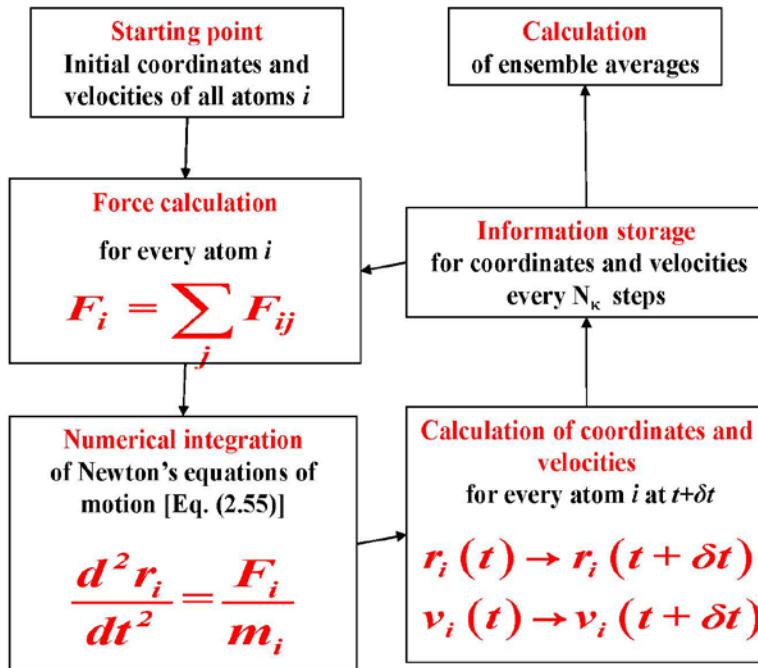 Starting point
Initial coordinates and
velocities of all atoms i
Calculation
of ensemble averages
Force calculation
for every atom i
F_i = ∑_j F_ij
Information storage
for coordinates and velocities
every N_κ steps
Numerical integration
of Newton's equations of
motion [Eq. (2.55)]
d²r_i/dt² = F_i/m_i
Calculation of coordinates and
velocities
for every atom i at t+δt
r_i (t) → r_i (t + δt)
v_i (t) → v_i (t + δt)